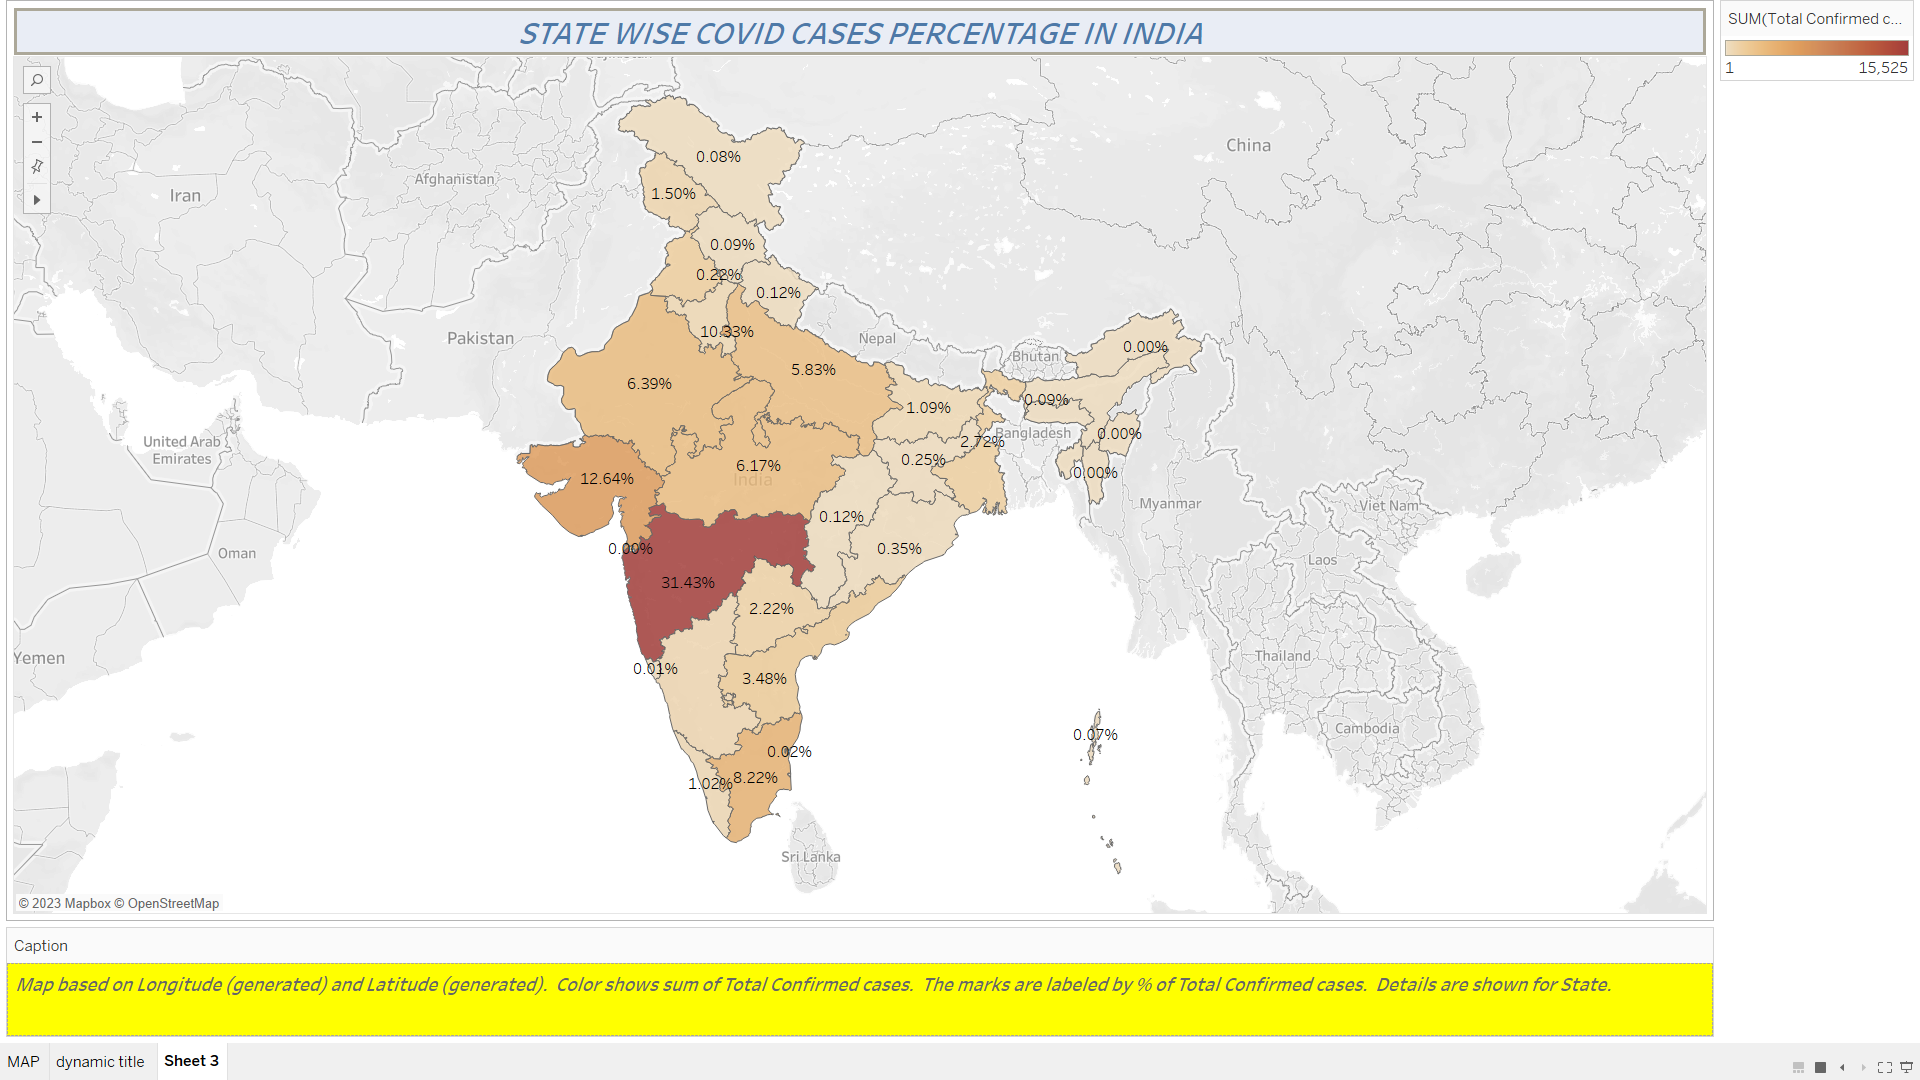 STATE WISE COVID CASES PERCENTAGE IN INDIA
SUM(Total Confirmed c...
1 15,525
China
Iran
Afghanistan
0.08%
1.50%
0.09%
0.22%
0.12%
Pakistan
10.33%
Nepal
Bhutan
0.00%
5.83%
6.39%
0.09%
1.09%
United Arab
Emirates
Bangladesh
0.00%
2.72%
0.25%
6.17%
India
12.64%
0.00%
Myanmar
Viet Nam
0.12%
Oman
0.00%
0.35%
Laos
31.43%
2.22%
Yemen
0.01%
3.48%
Thailand
0.07%
Cambodia
0.02%
1.02%
8.22%
Sri Lanka
© 2023 Mapbox © OpenStreetMap
Caption
Map based on Longitude (generated) and Latitude (generated). Color shows sum of Total Confirmed cases. The marks are labeled by % of Total Confirmed cases. Details are shown for State.
MAP dynamic title Sheet 3